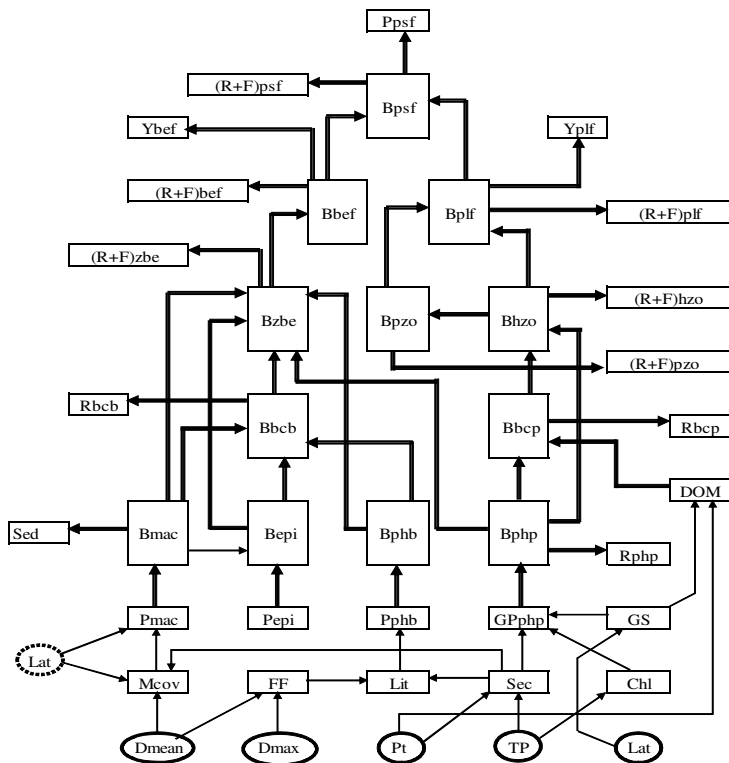 Ppsf
(R+F)psf
Bpsf
Ybef
Yplf
(R+F)bef
Bbef
Bplf
(R+F)plf
(R+F)zbe
Bzbe
Bpzo
Bhzo
(R+F)hzo
(R+F)pzo
Rbcb
Bbcb
Bbcp
Rbcp
DOM
Sed
Bmac
Bepi
Bphb
Bphp
Rphp
Pmac
Pepi
Pphb
GPphp
GS
Lat
Mcov
FF
Lit
Sec
Chl
Dmean
Dmax
Pt
TP
Lat